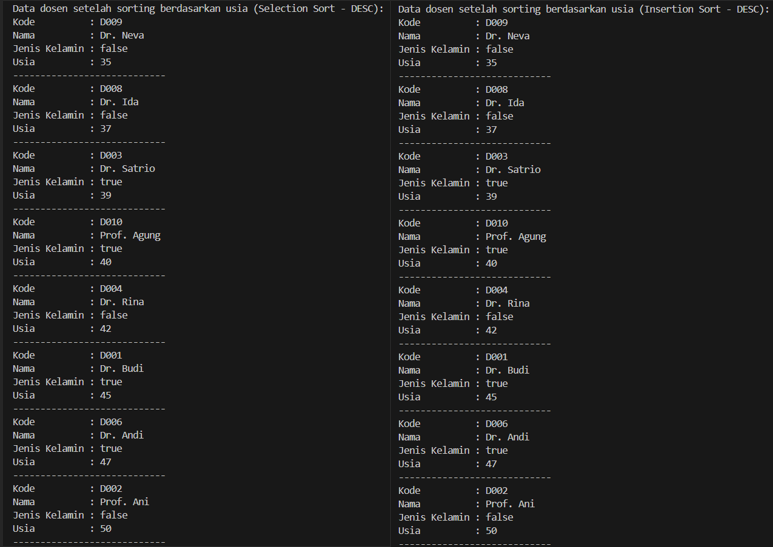 Data dosen setelah sorting berdasarkan usia (Selection Sort - DESC):
Kode : D009
Nama : Dr. Neva
Jenis Kelamin : false
Usia : 35
----------------------------
Kode : D008
Nama : Dr. Ida
Jenis Kelamin : false
Usia : 37
----------------------------
Kode : D003
Nama : Dr. Satrio
Jenis Kelamin : true
Usia : 39
----------------------------
Kode : D010
Nama : Prof. Agung
Jenis Kelamin : true
Usia : 40
----------------------------
Kode : D004
Nama : Dr. Rina
Jenis Kelamin : false
Usia : 42
----------------------------
Kode : D001
Nama : Dr. Budi
Jenis Kelamin : true
Usia : 45
----------------------------
Kode : D006
Nama : Dr. Andi
Jenis Kelamin : true
Usia : 47
----------------------------
Kode : D002
Nama : Prof. Ani
Jenis Kelamin : false
Usia : 50
----------------------------
Data dosen setelah sorting berdasarkan usia (Insertion Sort - DESC):
Kode : D009
Nama : Dr. Neva
Jenis Kelamin : false
Usia : 35
----------------------------
Kode : D008
Nama : Dr. Ida
Jenis Kelamin : false
Usia : 37
----------------------------
Kode : D003
Nama : Dr. Satrio
Jenis Kelamin : true
Usia : 39
----------------------------
Kode : D010
Nama : Prof. Agung
Jenis Kelamin : true
Usia : 40
----------------------------
Kode : D004
Nama : Dr. Rina
Jenis Kelamin : false
Usia : 42
----------------------------
Kode : D001
Nama : Dr. Budi
Jenis Kelamin : true
Usia : 45
----------------------------
Kode : D006
Nama : Dr. Andi
Jenis Kelamin : true
Usia : 47
----------------------------
Kode : D002
Nama : Prof. Ani
Jenis Kelamin : false
Usia : 50
----------------------------